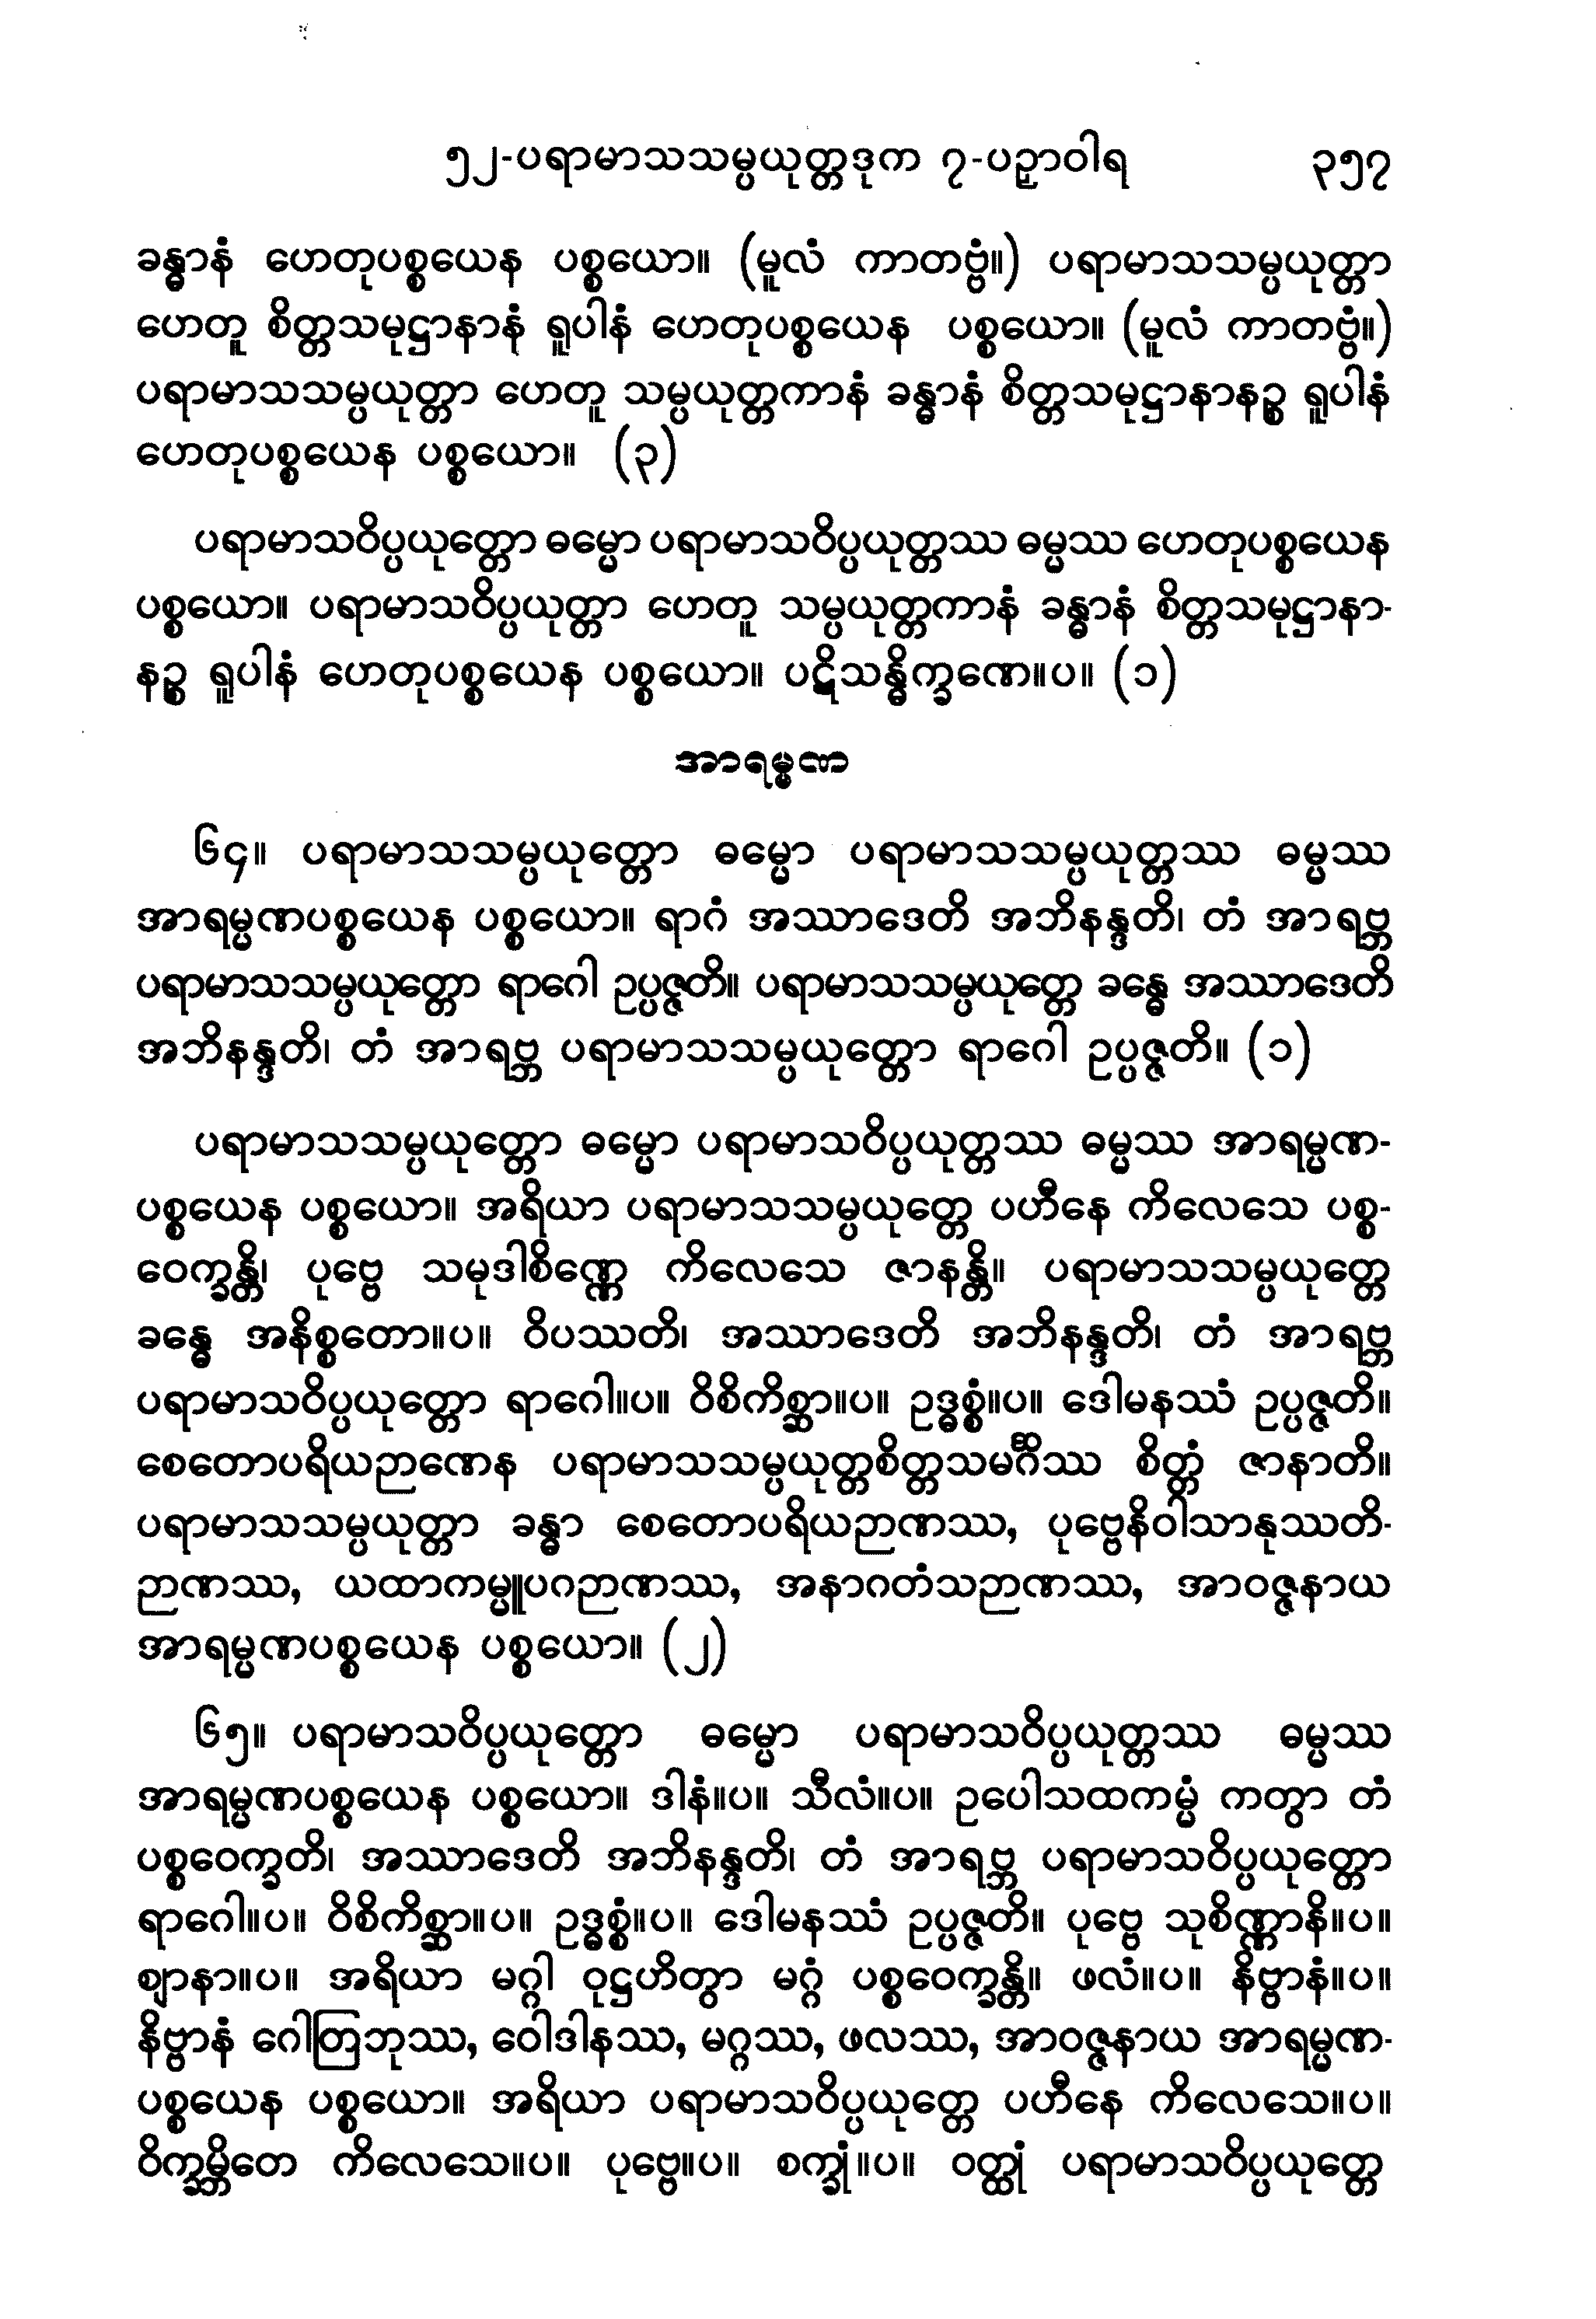 ၅၂-ပရာမာသသမ္ပယုတ္တဒုက ၇-ပဉှာဝါရ ၃၅၇
ခန္ဓာနံ ဟေတုပစ္စယေန ပစ္စယော။ (မူလံ ကာတဗ္ဗံ။) ပရာမာသသမ္ပယုတ္တာ
ဟေတူ စိတ္တသမုဋ္ဌာနာနံ ရူပါနံ ဟေတုပစ္စယေန ပစ္စယော။ (မူလံ ကာတဗ္ဗံ။)
ပရာမာသသမ္ပယုတ္တာ ဟေတူ သမ္ပယုတ္တကာနံ ခန္ဓာနံ စိတ္တသမုဋ္ဌာနာနဉ္စ ရူပါနံ
ဟေတုပစ္စယေန ပစ္စယော။ (၃)
ပရာမာသဝိပ္ပယုတ္တော ဓမ္မော ပရာမာသဝိပ္ပယုတ္တဿ ဓမ္မဿ ဟေတုပစ္စယေန
ပစ္စယော။ ပရာမာသဝိပ္ပယုတ္တာ ဟေတူ သမ္ပယုတ္တကာနံ ခန္ဓာနံ စိတ္တသမုဋ္ဌာနာ-
နဉ္စ ရူပါနံ ဟေတုပစ္စယေန ပစ္စယော။ ပဋိသန္ဓိက္ခဏေ။ပ။ (၁)
အာရမ္မဏ
၆၄။ ပရာမာသသမ္ပယုတ္တော ဓမ္မော ပရာမာသသမ္ပယုတ္တဿ ဓမ္မဿ
အာရမ္မဏပစ္စယေန ပစ္စယော။ ရာဂံ အဿာဒေတိ အဘိနန္ဒတိ၊ တံ အာရဗ္ဘ
ပရာမာသသမ္ပယုတ္တော ရာဂေါ ဥပ္ပဇ္ဇတိ။ ပရာမာသသမ္ပယုတ္တေ ခန္ဓေ အဿာဒေတိ
အဘိနန္ဒတိ၊ တံ အာရဗ္ဘ ပရာမာသသမ္ပယုတ္တော ရာဂေါ ဥပ္ပဇ္ဇတိ။ (၁)
ပရာမာသသမ္ပယုတ္တော ဓမ္မော ပရာမာသဝိပ္ပယုတ္တဿ ဓမ္မဿ အာရမ္မဏ-
ပစ္စယေန ပစ္စယော။ အရိယာ ပရာမာသသမ္ပယုတ္တေ ပဟီနေ ကိလေသေ ပစ္စ-
ဝေက္ခန္တိ၊ ပုဗ္ဗေ သမုဒါစိဏ္ဏေ ကိလေသေ ဇာနန္တိ။ ပရာမာသသမ္ပယုတ္တေ
ခန္ဓေ အနိစ္စတော။ပ။ ဝိပဿတိ၊ အဿာဒေတိ အဘိနန္ဒတိ၊ တံ အာရဗ္ဘ
ပရာမာသဝိပ္ပယုတ္တော ရာဂေါ။ပ။ ဝိစိကိစ္ဆာ။ပ။ ဥဒ္ဓစ္စံ။ပ။ ဒေါမနဿံ ဥပ္ပဇ္ဇတိ။
စေတောပရိယဉာဏေန ပရာမာသသမ္ပယုတ္တစိတ္တသမင်္ဂိဿ စိတ္တံ ဇာနာတိ။
ပရာမာသသမ္ပယုတ္တာ ခန္ဓာ စေတောပရိယဉာဏဿ, ပုဗ္ဗေနိဝါသာနုဿတိ-
ဉာဏဿ, ယထာကမ္မူပဂဉာဏဿ, အနာဂတံသဉာဏဿ, အာဝဇ္ဇနာယ
အာရမ္မဏပစ္စယေန ပစ္စယော။ (၂)
၆၅။ ပရာမာသဝိပ္ပယုတ္တော ဓမ္မော ပရာမာသဝိပ္ပယုတ္တဿ ဓမ္မဿ
အာရမ္မဏပစ္စယေန ပစ္စယော။ ဒါနံ။ပ။ သီလံ။ပ။ ဥပေါသထကမ္မံ ကတွာ တံ
ပစ္စဝေက္ခတိ၊ အဿာဒေတိ အဘိနန္ဒတိ၊ တံ အာရဗ္ဘ ပရာမာသဝိပ္ပယုတ္တော
ရာဂေါ။ပ။ ဝိစိကိစ္ဆာ။ပ။ ဥဒ္ဓစ္စံ။ပ။ ဒေါမနဿံ ဥပ္ပဇ္ဇတိ။ ပုဗ္ဗေ သုစိဏ္ဏာနိ။ပ။
ဈာနာ။ပ။ အရိယာ မဂ္ဂါ ဝုဋ္ဌဟိတွာ မဂ္ဂံ ပစ္စဝေက္ခန္တိ။ ဖလံ။ပ။ နိဗ္ဗာနံ။ပ။
နိဗ္ဗာနံ ဂေါတြဘုဿ, ဝေါဒါနဿ, မဂ္ဂဿ, ဖလဿ, အာဝဇ္ဇနာယ အာရမ္မဏ-
ပစ္စယေန ပစ္စယော။ အရိယာ ပရာမာသဝိပ္ပယုတ္တေ ပဟီနေ ကိလေသေ။ပ။
ဝိက္ခမ္ဘိတေ ကိလေသေ။ပ။ ပုဗ္ဗေ။ပ။ စက္ခုံ။ပ။ ဝတ္ထုံ ပရာမာသဝိပ္ပယုတ္တေ